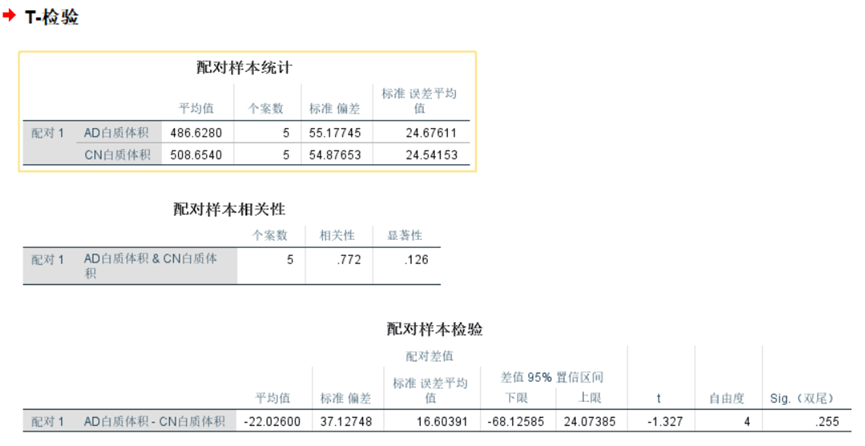 T-检验
配对样本统计
平均值 个案数 标准 偏差 标准 误差平均值
配对 1 AD白质体积 486.6280 5 55.17745 24.67611
CN白质体积 508.6540 5 54.87653 24.54153
配对样本相关性
个案数 相关性 显著性
配对 1 AD白质体积 & CN白质体积 5 .772 .126
配对样本检验
配对差值
差值 95% 置信区间
平均值 标准 偏差 标准 误差平均值 下限 上限 t 自由度 Sig.（双尾）
配对 1 AD白质体积 - CN白质体积 -22.02600 37.12748 16.60391 -68.12585 24.07385 -1.327 4 .255